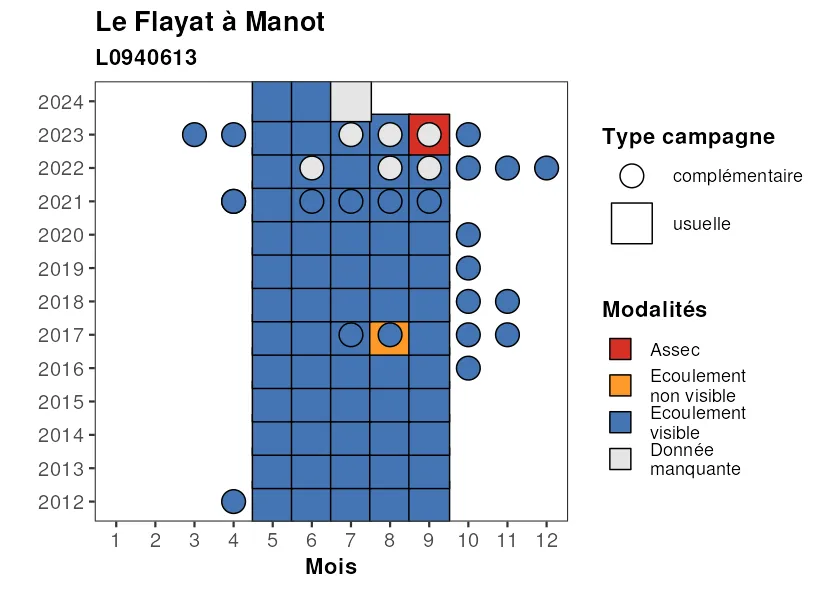 Le Flayat à Manot
L0940613
2024
2023
2022
2021
2020
2019
2018
2017
2016
2015
2014
2013
2012
1 2 3 4 5 6 7 8 9 10 11 12
Mois
Type campagne
complémentaire
usuelle
Modalités
Assec
Ecoulement
non visible
Ecoulement
visible
Donnée
manquante